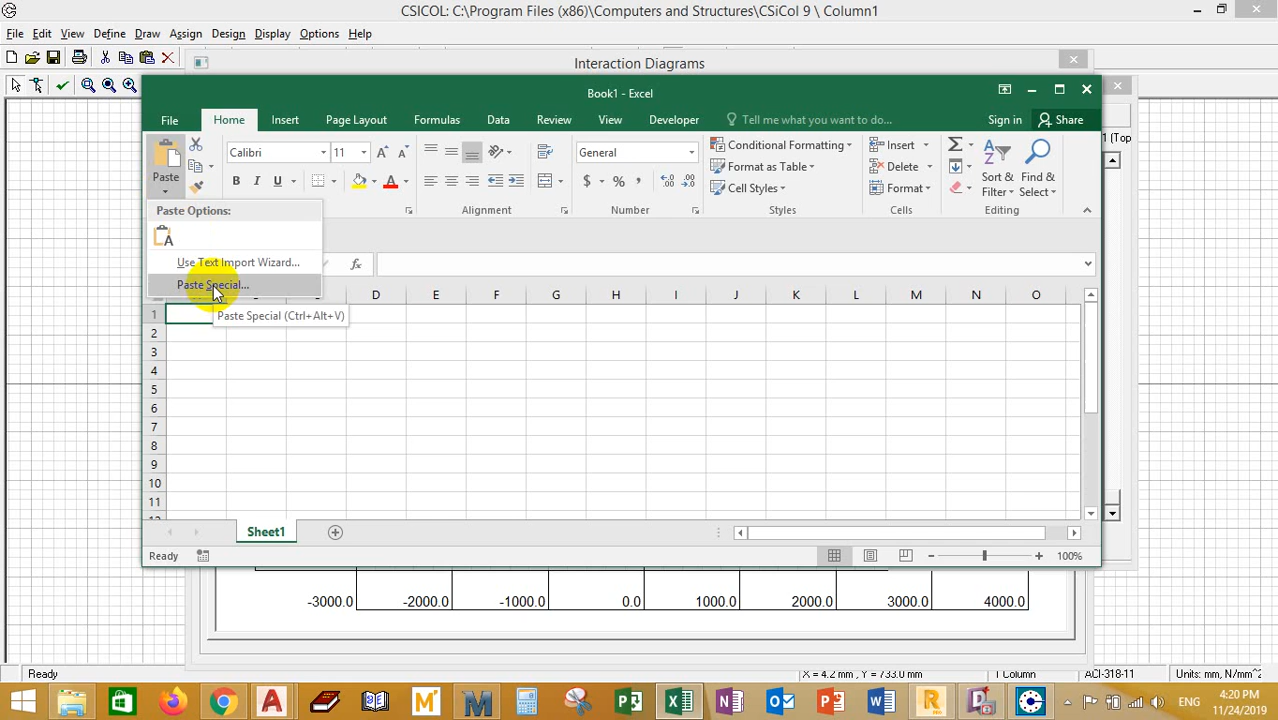 CSICOL: C:\Program Files (x86)\Computers and Structures\CSiCol 9 \ Column1
File Edit View Define Draw Assign Design Display Options Help
Interaction Diagrams
Book1 - Excel
File Home Insert Page Layout Formulas Data Review View Developer Tell me what you want to do... Sign in Share
1 (Top
Paste
Calibri 11 A A General Conditional Formatting Insert
B I U A $ % Format as Table Delete Sort & Find &
Cell Styles Format Filter Select
Alignment Number Styles Cells Editing
Paste Options:
A
Use Text Import Wizard...
fx
Paste Special...
Paste Special (Ctrl+Alt+V)
D E F G H I J K L M N O
1
2
3
4
5
6
7
8
9
10
11
Sheet1
Ready 100%
-3000.0 -2000.0 -1000.0 0.0 1000.0 2000.0 3000.0 4000.0
Ready X = 4.2 mm , Y = 733.0 mm 1 Column ACI-318-11 Units: mm, N/mm^
ENG 4:20 PM
11/24/2019